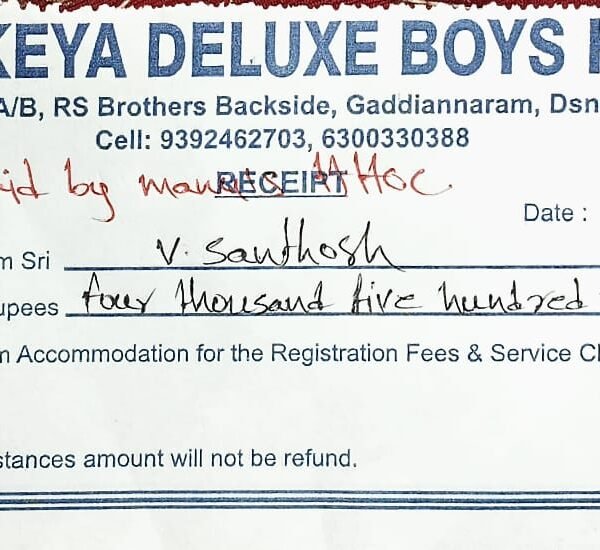 KEYA DELUXE BOYS
A/B, RS Brothers Backside, Gaddiannaram, Dsn
Cell: 9392462703, 6300330388
id by
RECEIPT
Date :
m Sri V. Santhosh
upees four thousand five hundred
m Accommodation for the Registration Fees & Service C
stances amount will not be refund.